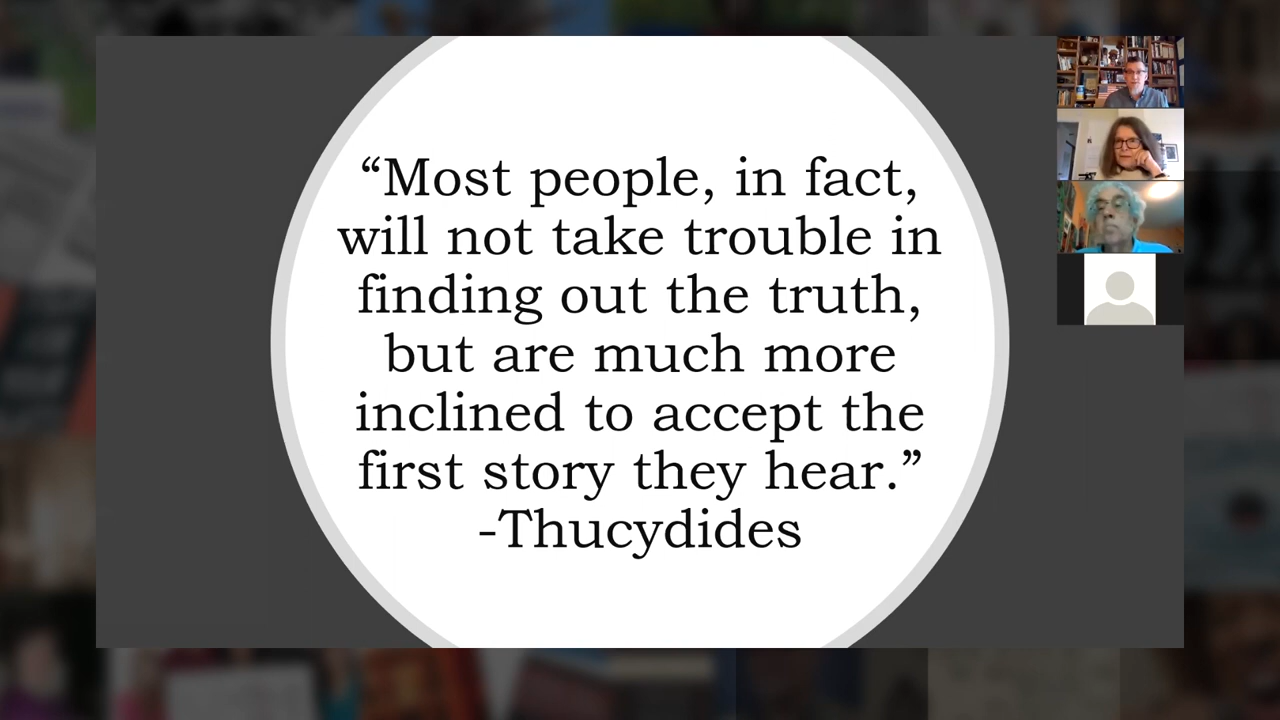 “Most people, in fact,
will not take trouble in
finding out the truth,
but are much more
inclined to accept the
first story they hear.”
-Thucydides